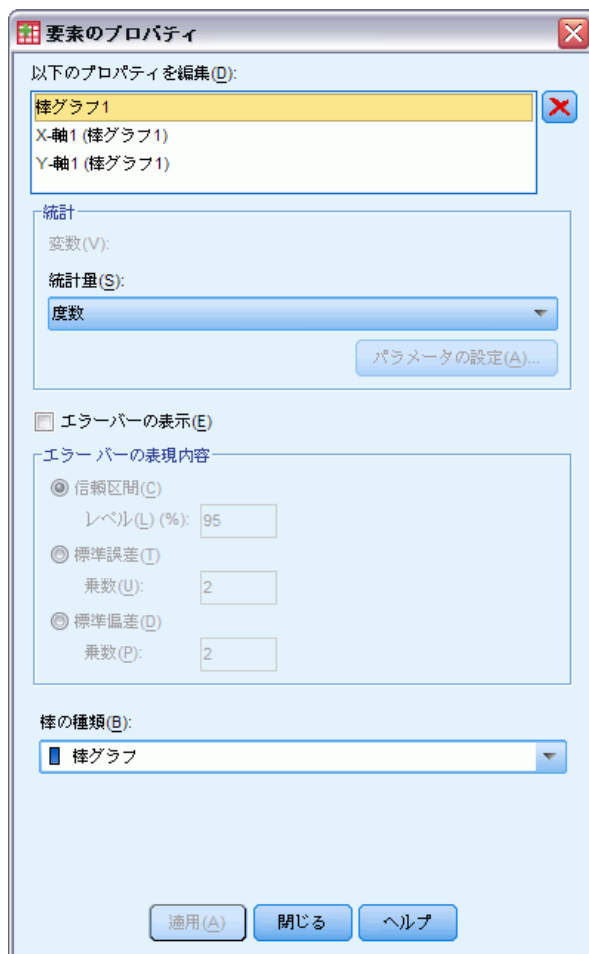 要素のプロパティ
以下のプロパティを編集(D):
棒グラフ1
X-軸1 (棒グラフ1)
Y-軸1 (棒グラフ1)
統計
変数(V):
統計量(S):
度数
パラメータの設定(A)...
エラーバーの表示(E)
エラー バーの表現内容
信頼区間(C)
レベル(L) (%): 95
標準誤差(T)
乗数(U): 2
標準偏差(D)
乗数(P): 2
棒の種類(B):
棒グラフ
適用(A) 閉じる ヘルプ